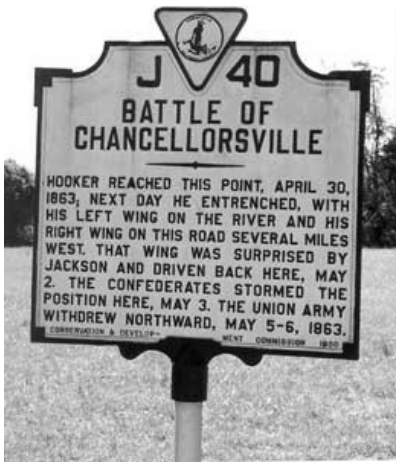 J 40
BATTLE OF
CHANCELLORSVILLE
HOOKER REACHED THIS POINT, APRIL 30,
1863; NEXT DAY HE ENTRENCHED, WITH
HIS LEFT WING ON THE RIVER AND HIS
RIGHT WING ON THIS ROAD SEVERAL MILES
WEST. THAT WING WAS SURPRISED BY
JACKSON AND DRIVEN BACK HERE, MAY
2. THE CONFEDERATES STORMED THE
POSITION HERE, MAY 3. THE UNION ARMY
WITHDREW NORTHWARD, MAY 5-6, 1863.
CONSERVATION & DEVELOP- MENT COMMISSION